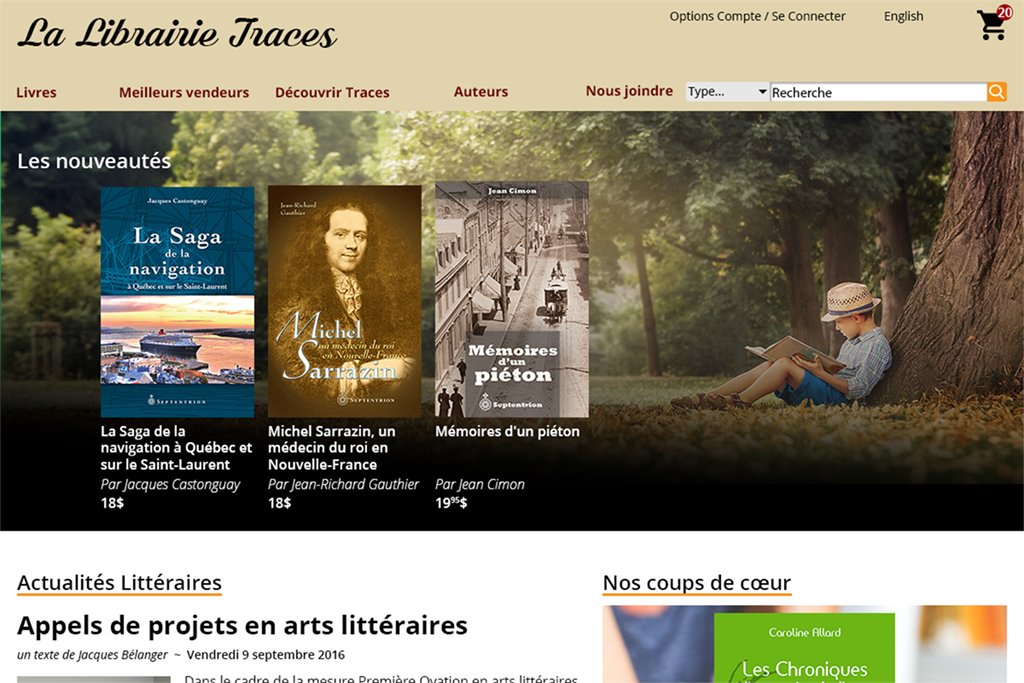 La Librairie Traces
Options Compte / Se Connecter
English
20
Livres
Meilleurs vendeurs
Découvrir Traces
Auteurs
Nous joindre
Type...
Recherche
Les nouveautés
Jacques Castonguay
La Saga
de la
navigation
à Québec et sur le Saint-Laurent
Septentrion
Jean-Richard
Gauthier
Michel
un médecin du roi
en Nouvelle-France
Sarrazin
Septentrion
Jean Cimon
Mémoires
d'un
piéton
Septentrion
La Saga de la
navigation à Québec et
sur le Saint-Laurent
Par Jacques Castonguay
18$
Michel Sarrazin, un
médecin du roi en
Nouvelle-France
Par Jean-Richard Gauthier
18$
Mémoires d'un piéton
Par Jean Cimon
19⁹⁵$
Actualités Littéraires
Appels de projets en arts littéraires
un texte de Jacques Bélanger ~ Vendredi 9 septembre 2016
Dans le cadre de la mesure Première Ovation en arts littéraires
Nos coups de cœur
Caroline Allard
Les Chroniques